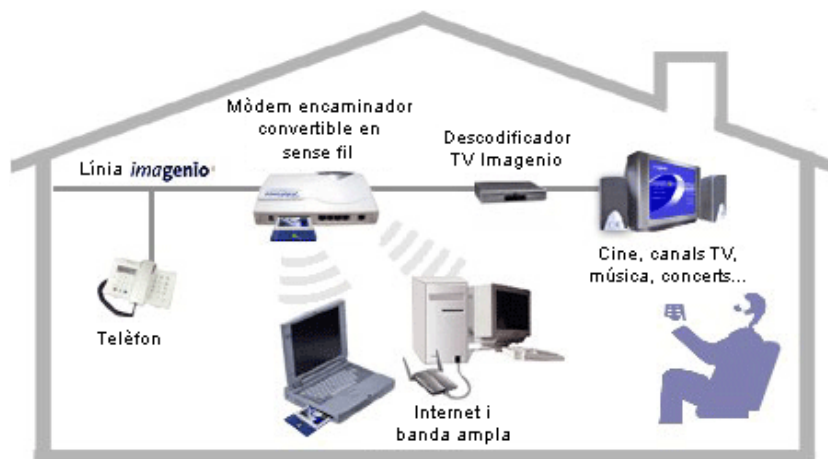 Mòdem encaminador
convertible en
sense fil
Descodificador
TV Imagenio
Línia imagenio
Cine, canals TV,
música, concerts...
Telèfon
Internet i
banda ampla